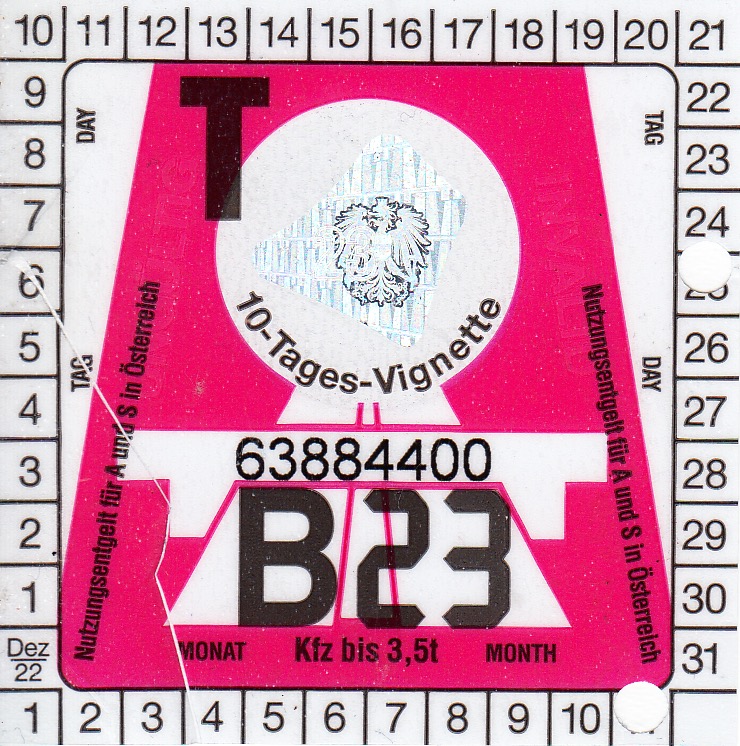 10 11 12 13 14 15 16 17 18 19 20 21
9 22
8 23
7 24
6 25
5 26
4 27
3 28
2 29
1 30
Dez
22
31
1 2 3 4 5 6 7 8 9 10
DAY
TAG
T
10-Tages-Vignette
TAG
DAY
Nutzungsentgelt für A und S in Österreich
Nutzungsentgelt für A und S in Österreich
63884400
B23
MONAT Kfz bis 3,5t MONTH